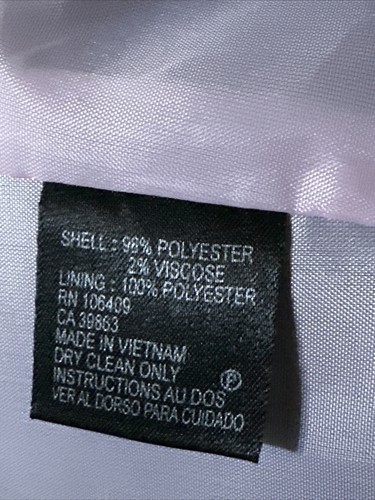 SHELL : 98% POLYESTER
2% VISCOSE
LINING : 100% POLYESTER
RN 106409
CA 39863
MADE IN VIETNAM
DRY CLEAN ONLY
INSTRUCTIONS AU DOS Ⓟ
VER AL DORSO PARA CUIDADO